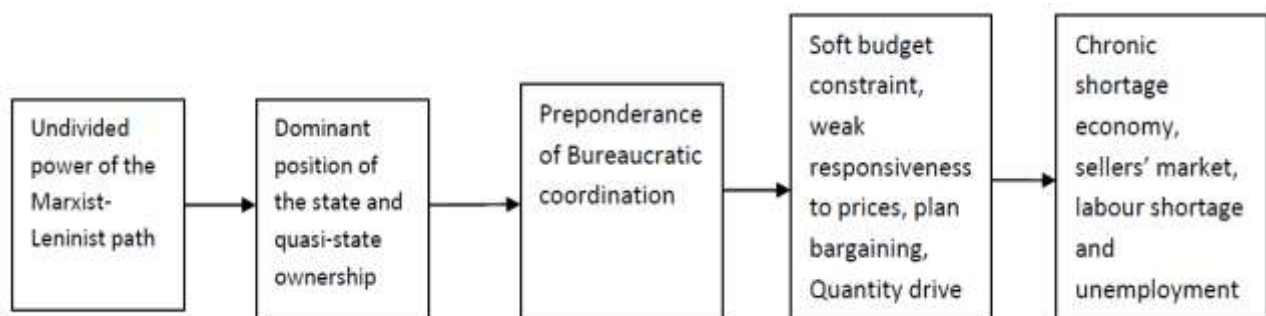 Undivided
power of the
Marxist-
Leninist path
Dominant
position of
the state and
quasi-state
ownership
Preponderance
of Bureaucratic
coordination
Soft budget
constraint,
weak
responsiveness
to prices, plan
bargaining,
Quantity drive
Chronic
shortage
economy,
sellers’ market,
labour shortage
and
unemployment